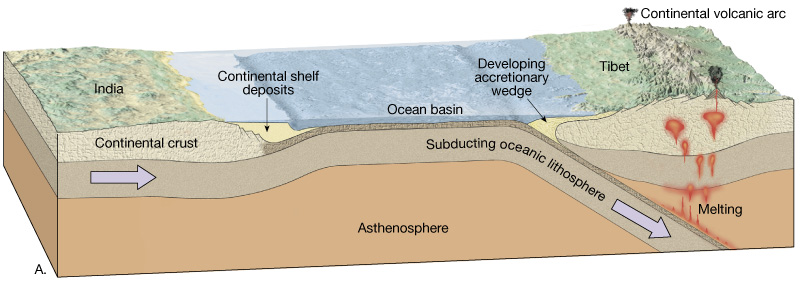 Continental volcanic arc
Developing
accretionary
wedge
Tibet
Continental shelf
deposits
India
Ocean basin
Continental crust
Subducting oceanic lithosphere
Melting
Asthenosphere
A.